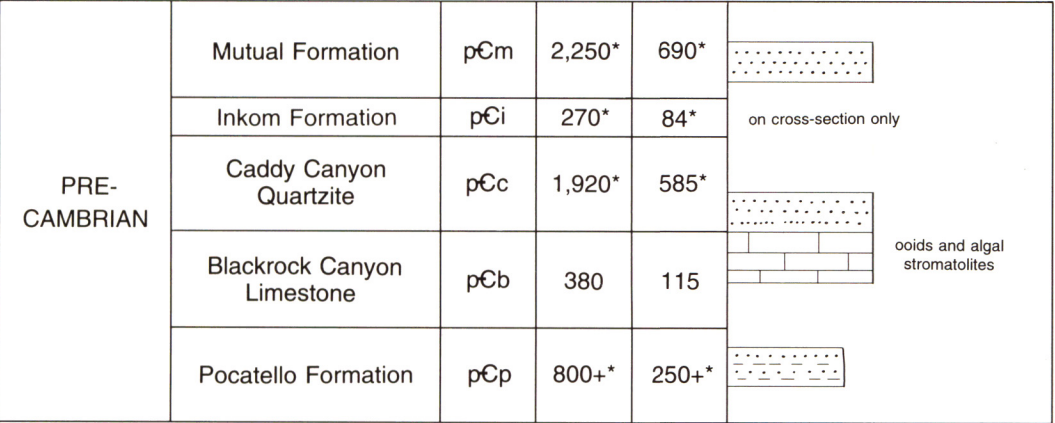 PRE-
CAMBRIAN
Mutual Formation p€m 2,250* 690*
Inkom Formation p€i 270* 84* on cross-section only
Caddy Canyon
Quartzite p€c 1,920* 585*
Blackrock Canyon
Limestone p€b 380 115 ooids and algal
stromatolites
Pocatello Formation p€p 800+* 250+*